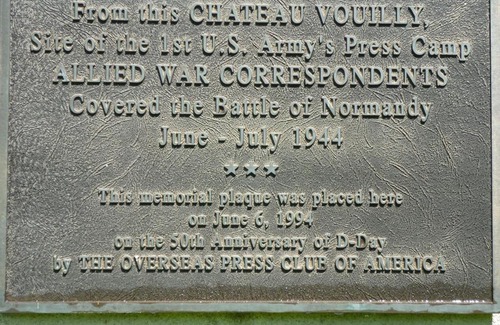 From this CHATEAU VOUILLY,
Site of the 1st U.S. Army's Press Camp
ALLIED WAR CORRESPONDENTS
Covered the Battle of Normandy
June - July 1944
★★★
This memorial plaque was placed here
on June 6, 1994
on the 50th Anniversary of D-Day
by THE OVERSEAS PRESS CLUB OF AMERICA